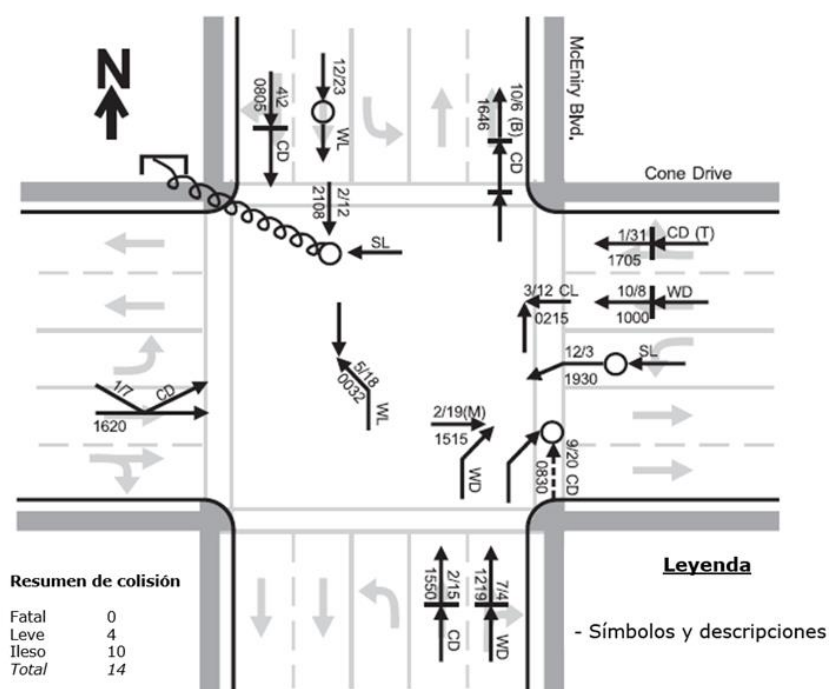 N
4\2
0805
CD
12/23
WL
2/12
2108
SL
10/6 (B)
1646
CD
McEniry Blvd.
Cone Drive
1/31
CD (T)
1705
3/12 CL
0215
10/8
WD
1000
12/3
SL
1930
1/7
CD
1620
5/18
0032
WL
2/19(M)
1515
WD
9/20 CD
0830
2/15
1550
CD
7/4
1219
WD
Resumen de colisión
Fatal 0
Leve 4
Ileso 10
Total 14
Leyenda
- Símbolos y descripciones